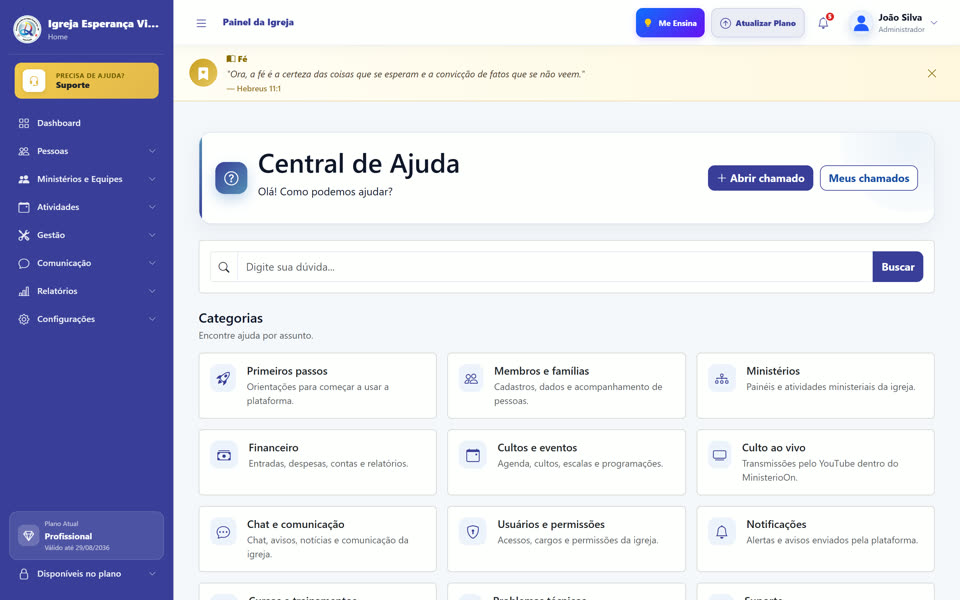 Igreja Esperança Vi...
Home
PRECISA DE AJUDA?
Suporte
Dashboard
Pessoas
Ministérios e Equipes
Atividades
Gestão
Comunicação
Relatórios
Configurações
Plano Atual
Profissional
Válido até 29/08/2036
Disponíveis no plano
Painel da Igreja
Me Ensina
Atualizar Plano
João Silva
Administrador
Fé
"Ora, a fé é a certeza das coisas que se esperam e a convicção de fatos que se não veem."
— Hebreus 11:1
Central de Ajuda
Olá! Como podemos ajudar?
+ Abrir chamado
Meus chamados
Digite sua dúvida...
Buscar
Categorias
Encontre ajuda por assunto.
Primeiros passos
Orientações para começar a usar a
plataforma.
Membros e famílias
Cadastros, dados e acompanhamento de
pessoas.
Ministérios
Painéis e atividades ministeriais da igreja.
Financeiro
Entradas, despesas, contas e relatórios.
Cultos e eventos
Agenda, cultos, escalas e programações.
Culto ao vivo
Transmissões pelo YouTube dentro do
MinisterioOn.
Chat e comunicação
Chat, avisos, notícias e comunicação da
igreja.
Usuários e permissões
Acessos, cargos e permissões da igreja.
Notificações
Alertas e avisos enviados pela plataforma.
Cursos e treinamentos
Problemas técnicos
Suporte